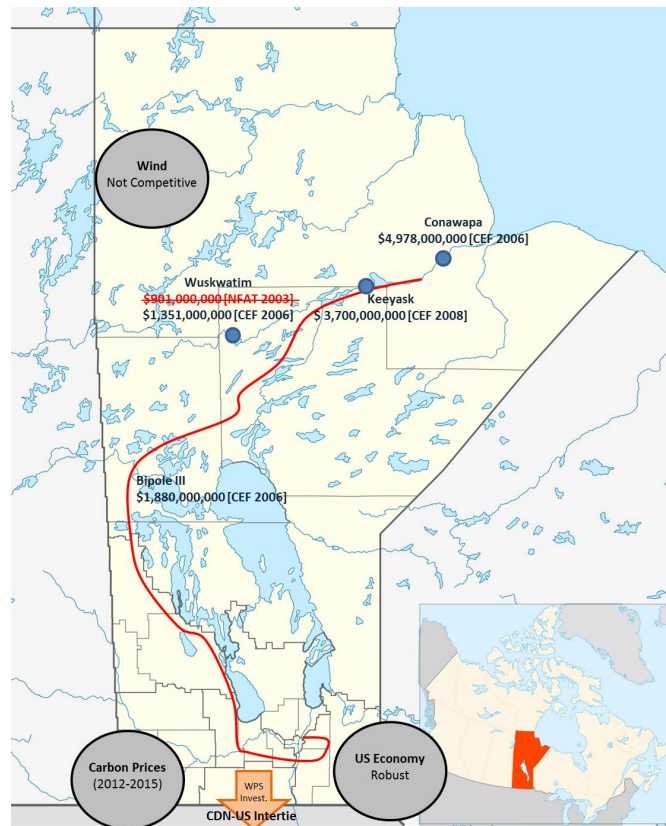 Wind
Not Competitive
Conawapa
$4,978,000,000 [CEF 2006]
Wuskwatim
$901,000,000 [NFAT 2003]
$1,351,000,000 [CEF 2006]
Keeyask
$ 3,700,000,000 [CEF 2008]
Bipole III
$1,880,000,000 [CEF 2006]
Carbon Prices
(2012-2015)
WPS
Invest.
CDN-US Intertie
US Economy
Robust